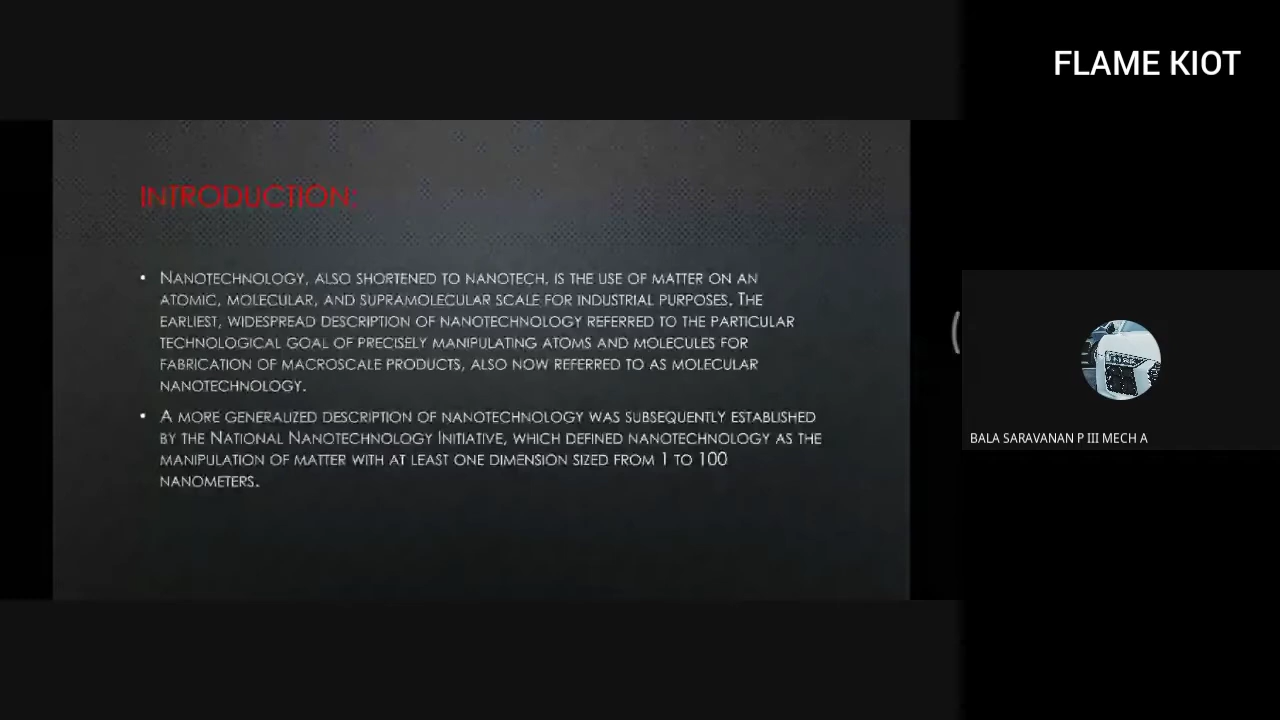 FLAME KIOT
INTRODUCTION:
• NANOTECHNOLOGY, ALSO SHORTENED TO NANOTECH, IS THE USE OF MATTER ON AN
ATOMIC, MOLECULAR, AND SUPRAMOLECULAR SCALE FOR INDUSTRIAL PURPOSES. THE
EARLIEST, WIDESPREAD DESCRIPTION OF NANOTECHNOLOGY REFERRED TO THE PARTICULAR
TECHNOLOGICAL GOAL OF PRECISELY MANIPULATING ATOMS AND MOLECULES FOR
FABRICATION OF MACROSCALE PRODUCTS, ALSO NOW REFERRED TO AS MOLECULAR
NANOTECHNOLOGY.
• A MORE GENERALIZED DESCRIPTION OF NANOTECHNOLOGY WAS SUBSEQUENTLY ESTABLISHED
BY THE NATIONAL NANOTECHNOLOGY INITIATIVE, WHICH DEFINED NANOTECHNOLOGY AS THE
MANIPULATION OF MATTER WITH AT LEAST ONE DIMENSION SIZED FROM 1 TO 100
NANOMETERS.
BALA SARAVANAN P III MECH A